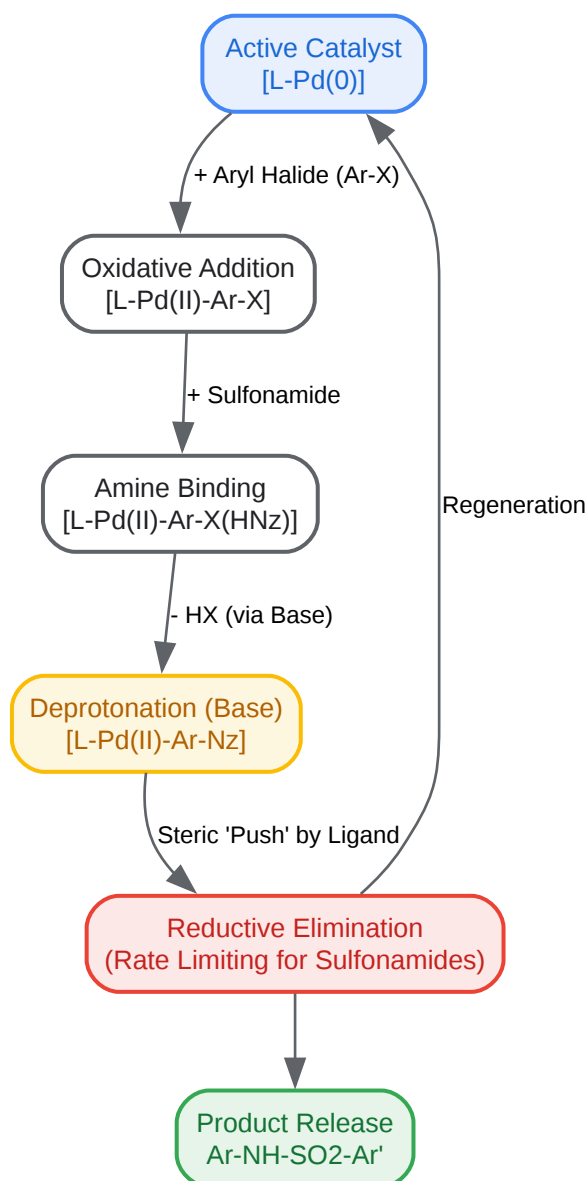 Active Catalyst
[L-Pd(0)]
+ Aryl Halide (Ar-X)
Oxidative Addition
[L-Pd(II)-Ar-X]
+ Sulfonamide
Amine Binding
[L-Pd(II)-Ar-X(HNz)]
Regeneration
- HX (via Base)
Deprotonation (Base)
[L-Pd(II)-Ar-Nz]
Steric 'Push' by Ligand
Reductive Elimination
(Rate Limiting for Sulfonamides)
Product Release
Ar-NH-SO2-Ar'